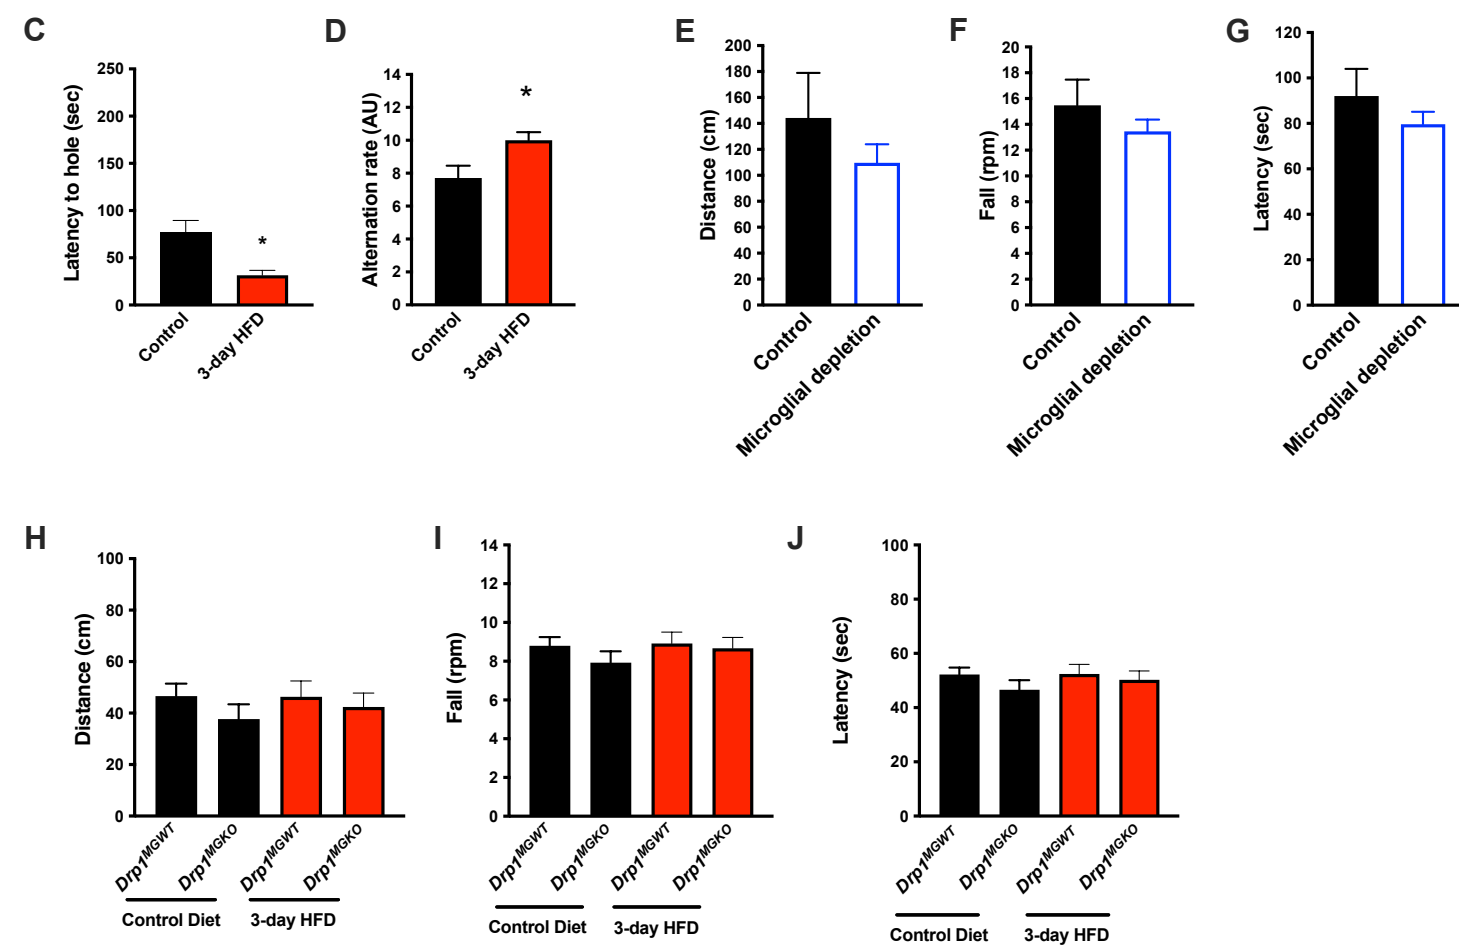 C
Latency to hole (sec)
250
200
150
100
50
0
*
Control
3-day HFD
D
Alternation rate (AU)
14
12
10
8
6
4
2
0
*
Control
3-day HFD
E
Distance (cm)
200
180
160
140
120
100
80
60
40
20
0
Control
Microglial depletion
F
Fall (rpm)
20
18
16
14
12
10
8
6
4
2
0
Control
Microglial depletion
G
Latency (sec)
120
100
80
60
40
20
0
Control
Microglial depletion
H
Distance (cm)
100
80
60
40
20
0
Drp1MGWT
Drp1MGKO
Drp1MGWT
Drp1MGKO
Control Diet
3-day HFD
I
Fall (rpm)
14
12
10
8
6
4
2
0
Drp1MGWT
Drp1MGKO
Drp1MGWT
Drp1MGKO
Control Diet
3-day HFD
J
Latency (sec)
100
80
60
40
20
0
Drp1MGWT
Drp1MGKO
Drp1MGWT
Drp1MGKO
Control Diet
3-day HFD